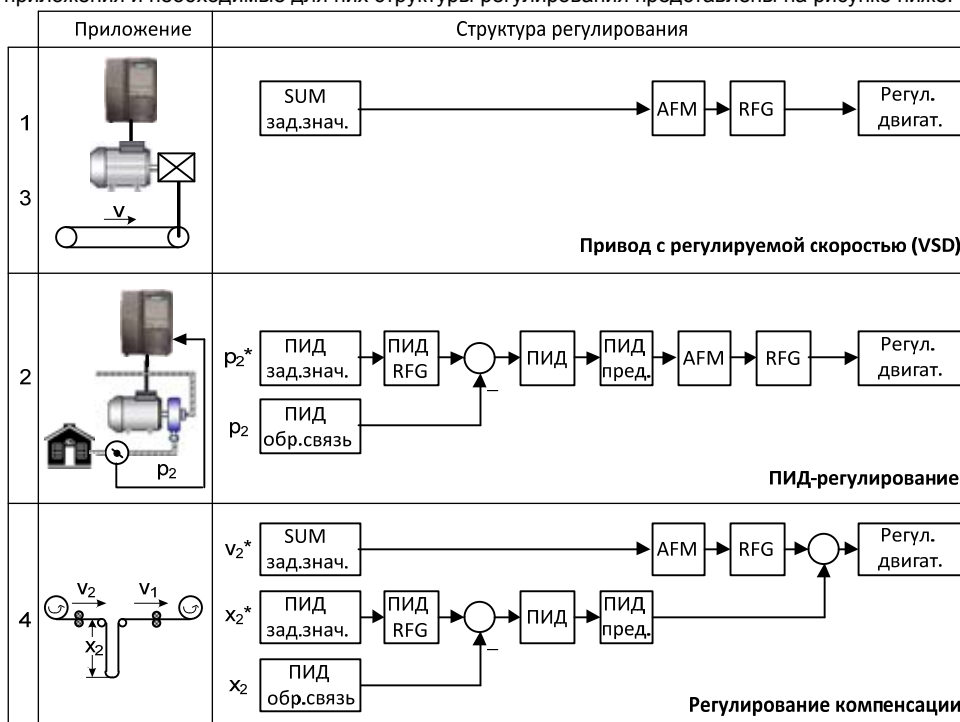 приложения и необходимые для них структуры регулирования представлены на рисунке ниже.
Приложение
Структура регулирования
1
3
v
SUM
зад.знач.
AFM
RFG
Регул.
двигат.
Привод с регулируемой скоростью (VSD)
2
p2
p2*
ПИД
зад.знач.
ПИД
RFG
ПИД
ПИД
пред.
AFM
RFG
Регул.
двигат.
p2
ПИД
обр.связь
–
ПИД-регулирование
4
v2
v1
x2
v2*
SUM
зад.знач.
AFM
RFG
Регул.
двигат.
x2*
ПИД
зад.знач.
ПИД
RFG
ПИД
ПИД
пред.
–
x2
ПИД
обр.связь
Регулирование компенсации